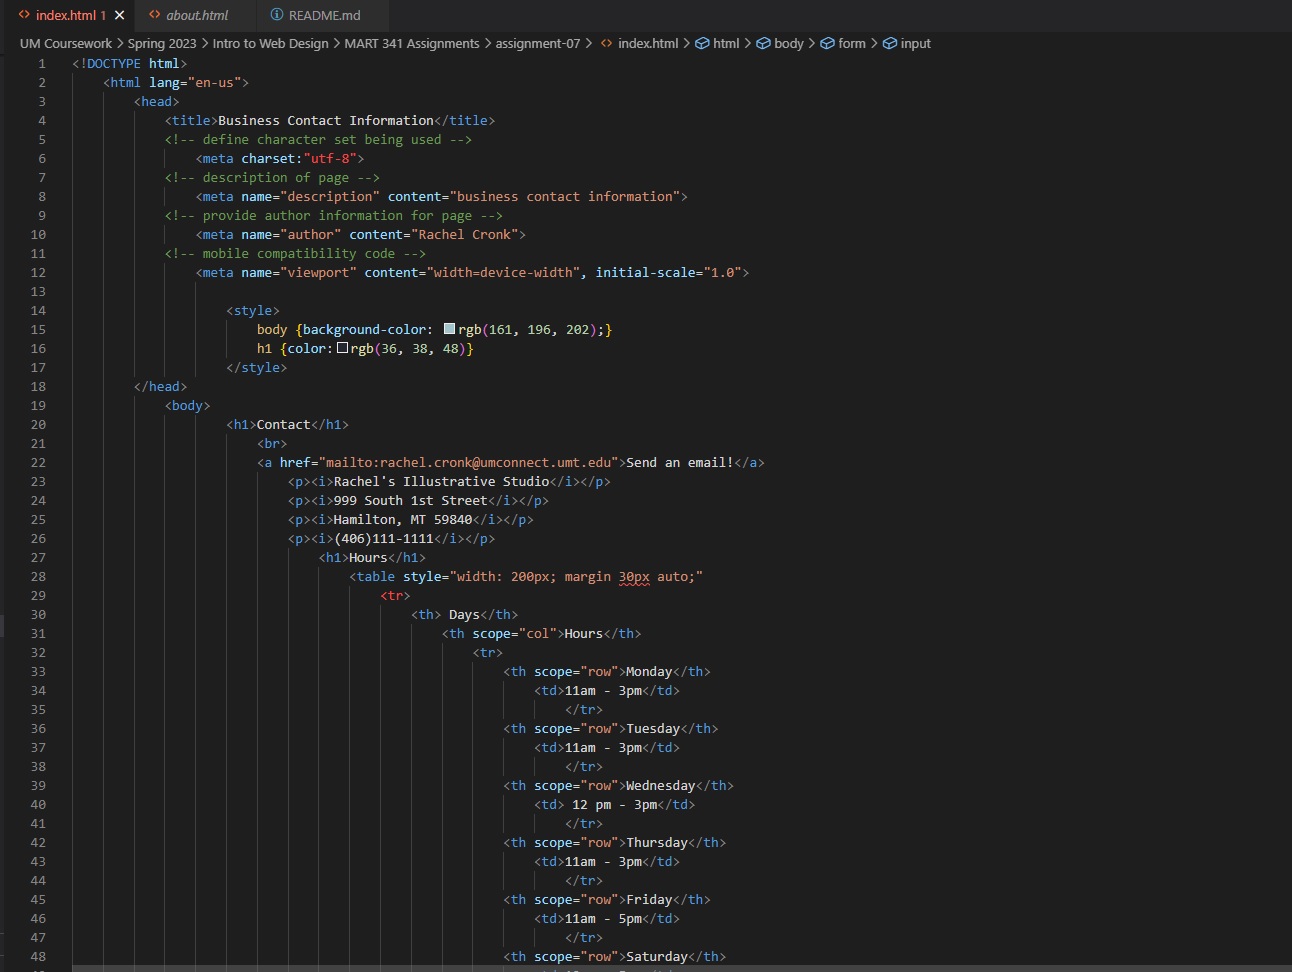 index.html 1 × about.html README.md
UM Coursework > Spring 2023 > Intro to Web Design > MART 341 Assignments > assignment-07 > index.html > html > body > form > input
1 <!DOCTYPE html>
2 <html lang="en-us">
3 <head>
4 <title>Business Contact Information</title>
5 <!-- define character set being used -->
6 <meta charset:"utf-8">
7 <!-- description of page -->
8 <meta name="description" content="business contact information">
9 <!-- provide author information for page -->
10 <meta name="author" content="Rachel Cronk">
11 <!-- mobile compatibility code -->
12 <meta name="viewport" content="width=device-width", initial-scale="1.0">
13
14 <style>
15 body {background-color: rgb(161, 196, 202);}
16 h1 {color: rgb(36, 38, 48)}
17 </style>
18 </head>
19 <body>
20 <h1>Contact</h1>
21 <br>
22 <a href="mailto:rachel.cronk@umconnect.umt.edu">Send an email!</a>
23 <p><i>Rachel's Illustrative Studio</i></p>
24 <p><i>999 South 1st Street</i></p>
25 <p><i>Hamilton, MT 59840</i></p>
26 <p><i>(406)111-1111</i></p>
27 <h1>Hours</h1>
28 <table style="width: 200px; margin 30px auto;"
29 <tr>
30 <th> Days</th>
31 <th scope="col">Hours</th>
32 <tr>
33 <th scope="row">Monday</th>
34 <td>11am - 3pm</td>
35 </tr>
36 <th scope="row">Tuesday</th>
37 <td>11am - 3pm</td>
38 </tr>
39 <th scope="row">Wednesday</th>
40 <td> 12 pm - 3pm</td>
41 </tr>
42 <th scope="row">Thursday</th>
43 <td>11am - 3pm</td>
44 </tr>
45 <th scope="row">Friday</th>
46 <td>11am - 5pm</td>
47 </tr>
48 <th scope="row">Saturday</th>